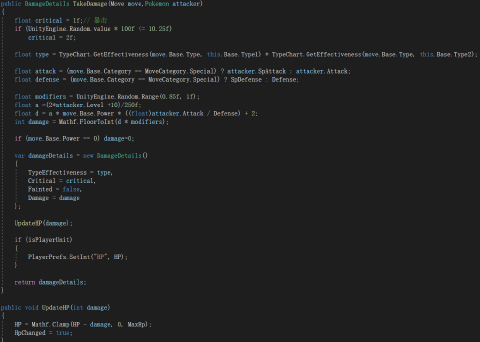 public DamageDetails TakeDamage(Move move,Pokemon attacker)
{
float critical = 1f;// 暴击
if (UnityEngine.Random.value * 100f <= 10.25f)
critical = 2f;
float type = TypeChart.GetEffectiveness(move.Base.Type, this.Base.Type1) * TypeChart.GetEffectiveness(move.Base.Type, this.Base.Type2);
float attack = (move.Base.Category == MoveCategory.Special) ? attacker.SpAttack : attacker.Attack;
float defense = (move.Base.Category == MoveCategory.Special) ? SpDefense : Defense;
float modifiers = UnityEngine.Random.Range(0.85f, 1f);
float a =(2*attacker.Level +10)/250f;
float d = a * move.Base.Power * ((float)attacker.Attack / Defense) + 2;
int damage = Mathf.FloorToInt(d * modifiers);
if (move.Base.Power == 0) damage=0;
var damageDetails = new DamageDetails()
{
TypeEffectiveness = type,
Critical = critical,
Fainted = false,
Damage = damage
};
UpdateHP(damage);
if (isPlayerUnit)
{
PlayerPrefs.SetInt("HP", HP);
}
return damageDetails;
}
public void UpdateHP(int damage)
{
HP = Mathf.Clamp(HP - damage, 0, MaxHp);
HpChanged = true;